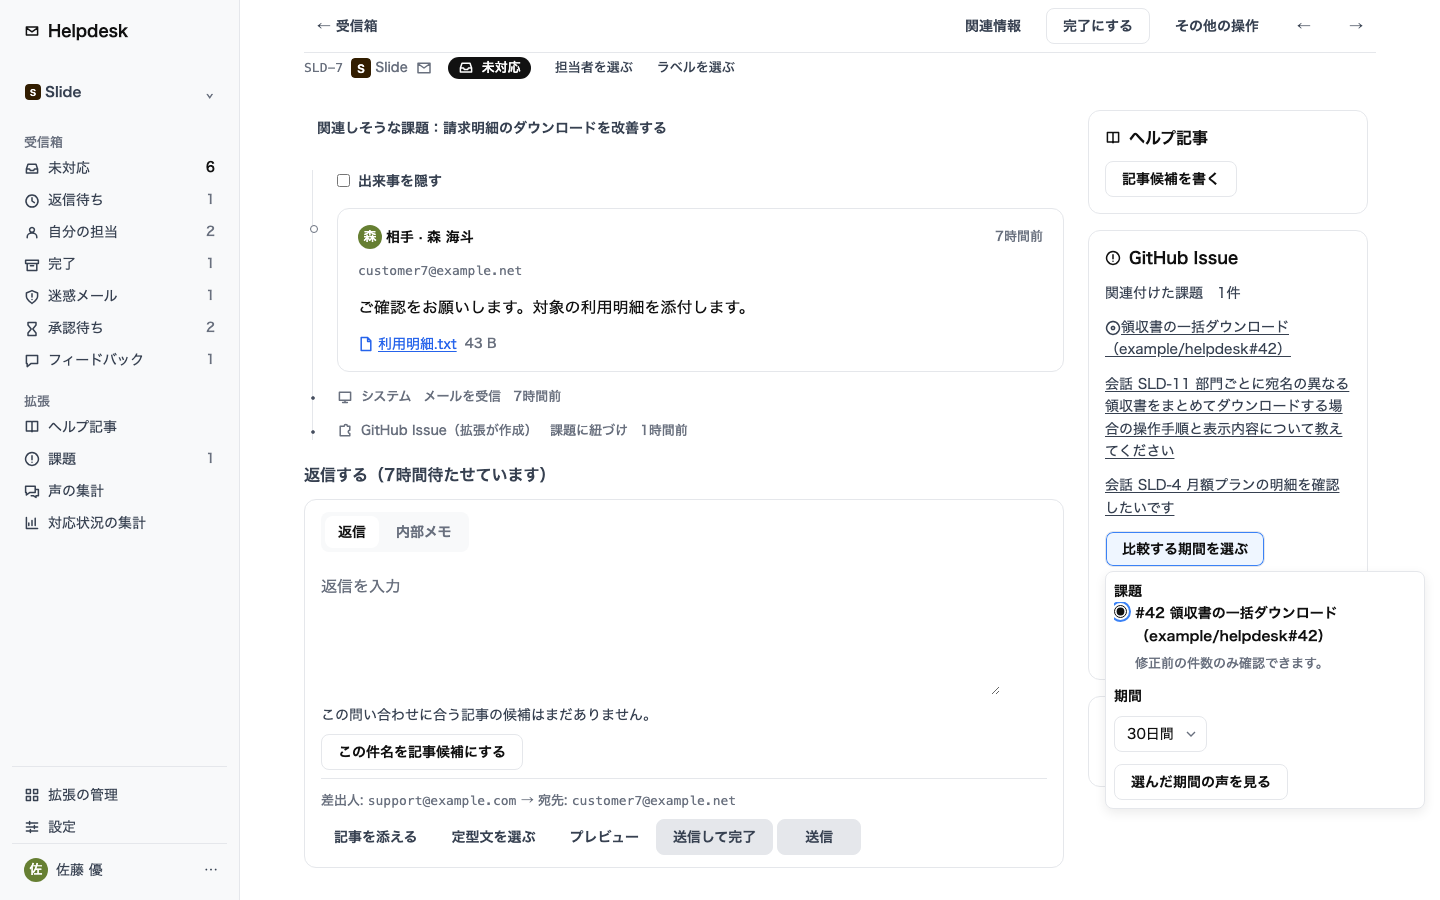 Helpdesk
S Slide
受信箱
未対応 6
返信待ち 1
自分の担当 2
完了 1
迷惑メール 1
承認待ち 2
フィードバック 1
拡張
ヘルプ記事
課題 1
声の集計
対応状況の集計
拡張の管理
設定
佐 佐藤 優 …
← 受信箱
関連情報 完了にする その他の操作 ← →
SLD-7 S Slide 未対応 担当者を選ぶ ラベルを選ぶ
関連しそうな課題：請求明細のダウンロードを改善する
出来事を隠す
森 相手 · 森 海斗 7時間前
customer7@example.net
ご確認をお願いします。対象の利用明細を添付します。
利用明細.txt 43 B
システム メールを受信 7時間前
GitHub Issue（拡張が作成） 課題に紐づけ 1時間前
返信する（7時間待たせています）
返信 内部メモ
返信を入力
この問い合わせに合う記事の候補はまだありません。
この件名を記事候補にする
差出人: support@example.com → 宛先: customer7@example.net
記事を添える 定型文を選ぶ プレビュー 送信して完了 送信
ヘルプ記事
記事候補を書く
GitHub Issue
関連付けた課題 1件
領収書の一括ダウンロード
（example/helpdesk#42）
会話 SLD-11 部門ごとに宛名の異なる
領収書をまとめてダウンロードする場
合の操作手順と表示内容について教え
てください
会話 SLD-4 月額プランの明細を確認
したいです
比較する期間を選ぶ
課題
#42 領収書の一括ダウンロード
（example/helpdesk#42）
修正前の件数のみ確認できます。
期間
30日間
選んだ期間の声を見る